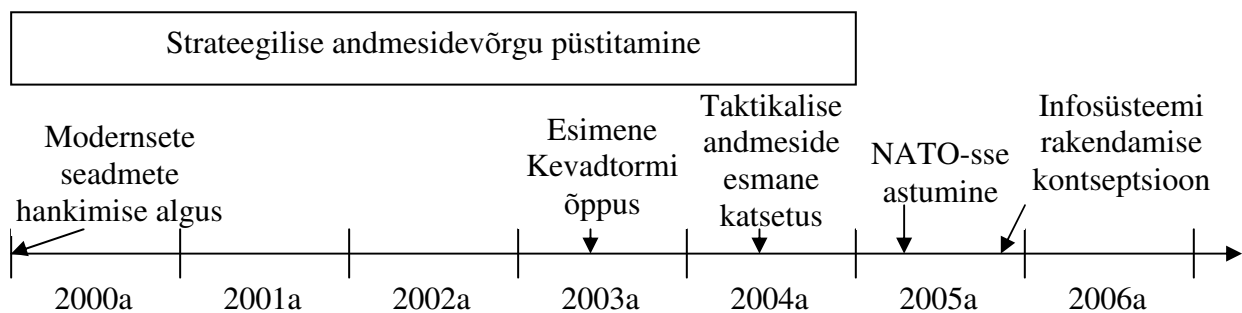 Strateegilise andmesidevõrgu püstitamine
Modernsete
seadmete
hankimise algus
Esimene
Kevadtormi
õppus
Taktikalise
andmeside
esmane
katsetus
NATO-sse
astumine
Infosüsteemi
rakendamise
kontseptsioon
2000a
2001a
2002a
2003a
2004a
2005a
2006a